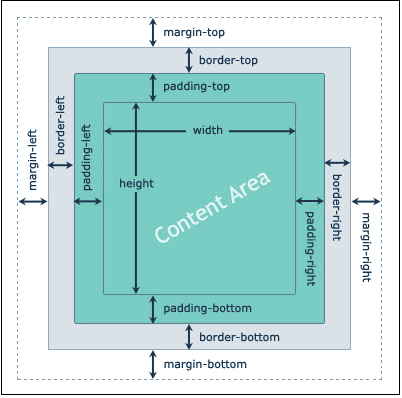 margin-top
border-top
padding-top
width
height
Content Area
margin-left
border-left
padding-left
padding-right
border-right
margin-right
padding-bottom
border-bottom
margin-bottom